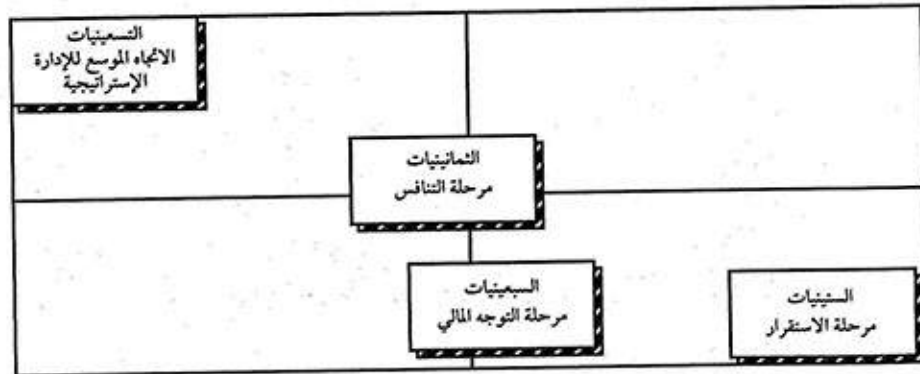 التسعينيات
الاتجاه الموسع للإدارة
الإستراتيجية
الثمانينيات
مرحلة التنافس
السبعينيات
مرحلة التوجه المالي
الستينيات
مرحلة الاستقرار